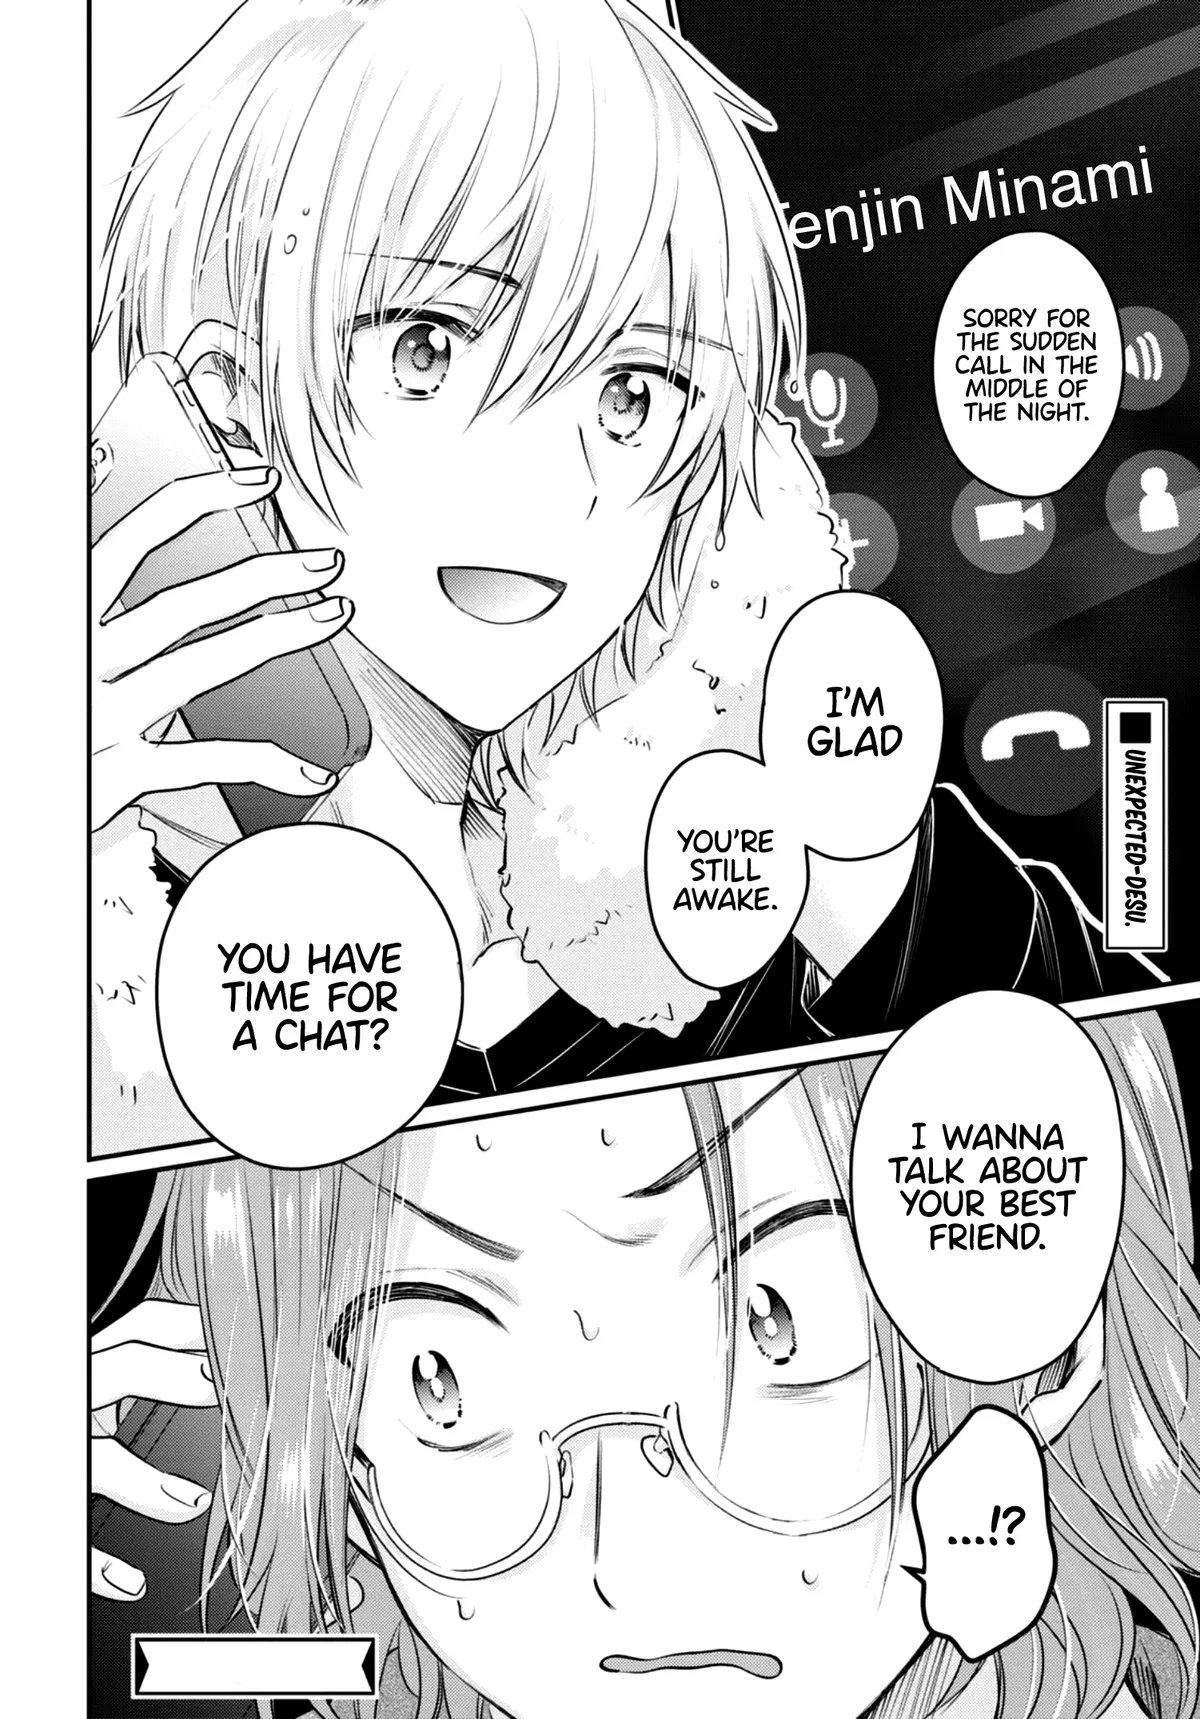 Tenjin Minami
SORRY FOR
THE SUDDEN
CALL IN THE
MIDDLE OF
THE NIGHT.
I'M
GLAD
YOU'RE
STILL
AWAKE.
UNEXPECTED-DESU.
YOU HAVE
TIME FOR
A CHAT?
I WANNA
TALK ABOUT
YOUR BEST
FRIEND.
...!?